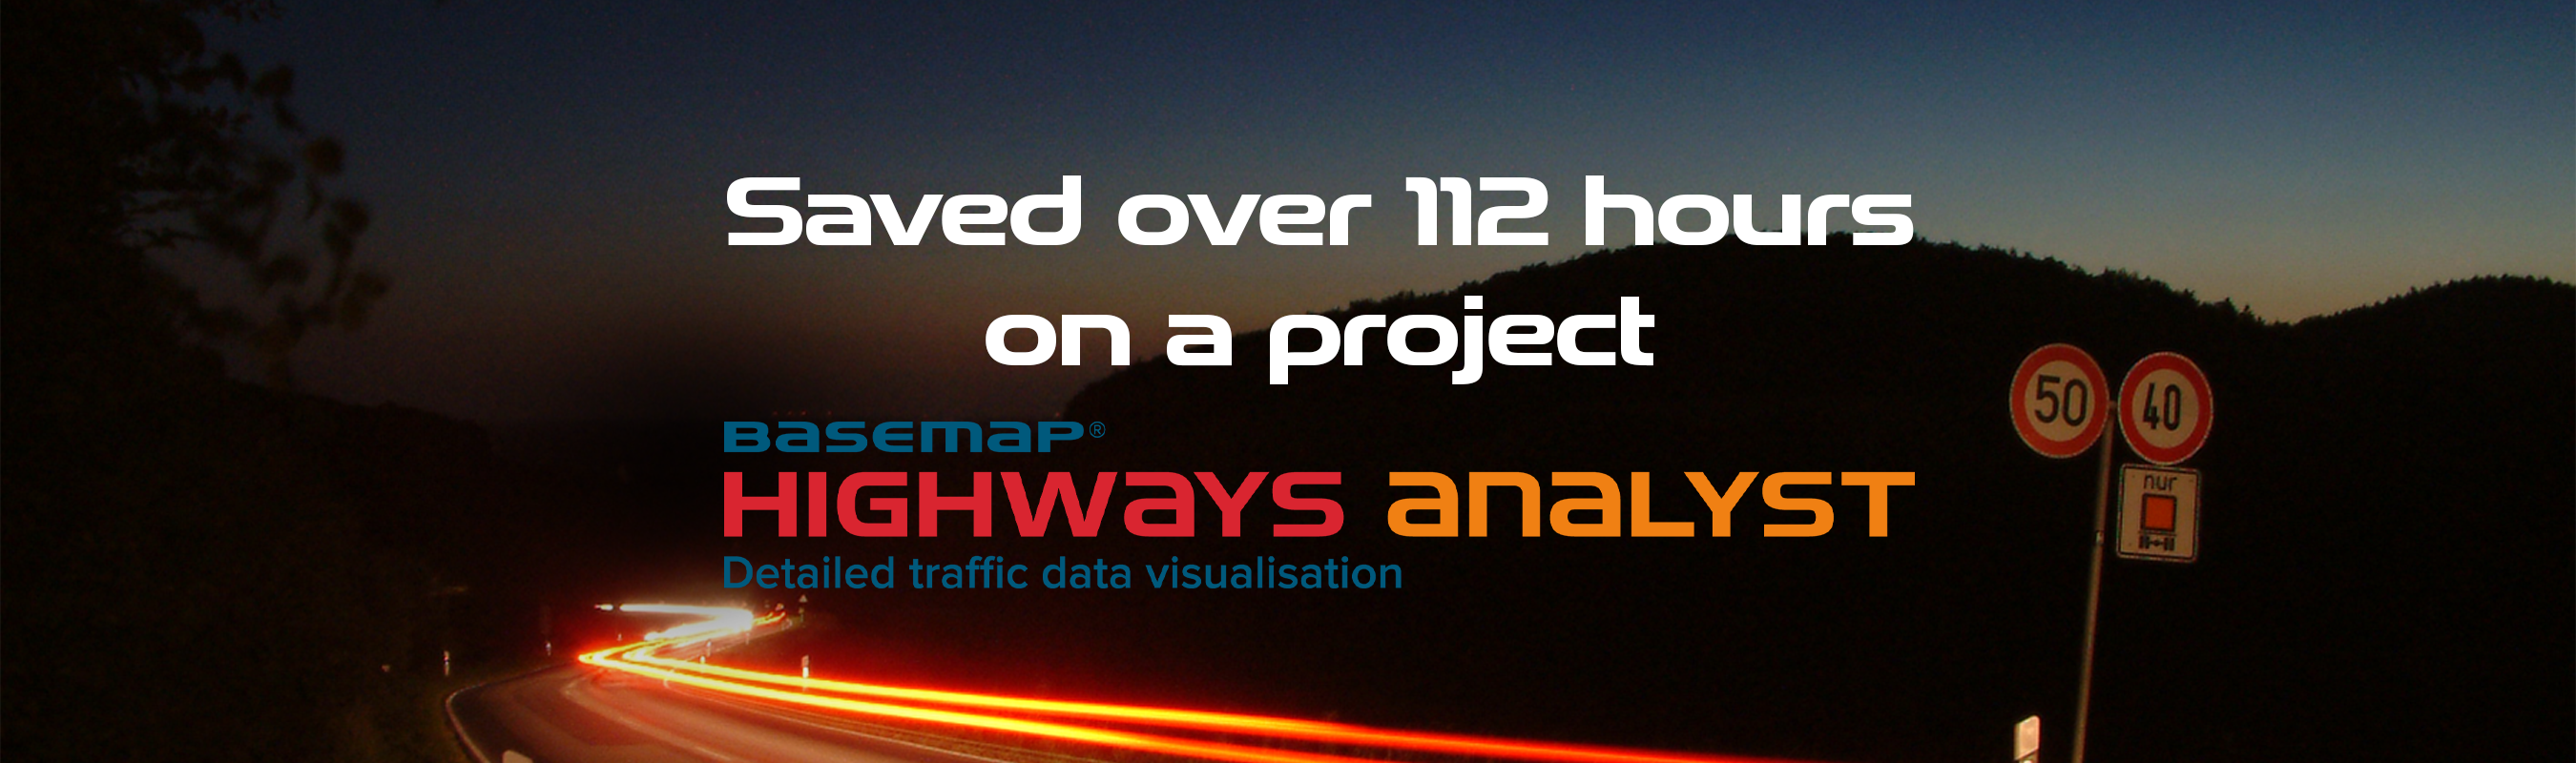 Saved over 112 hours
on a project
BASEMAP®
HIGHWAYS ANALYST
Detailed traffic data visualisation
50
40
nur